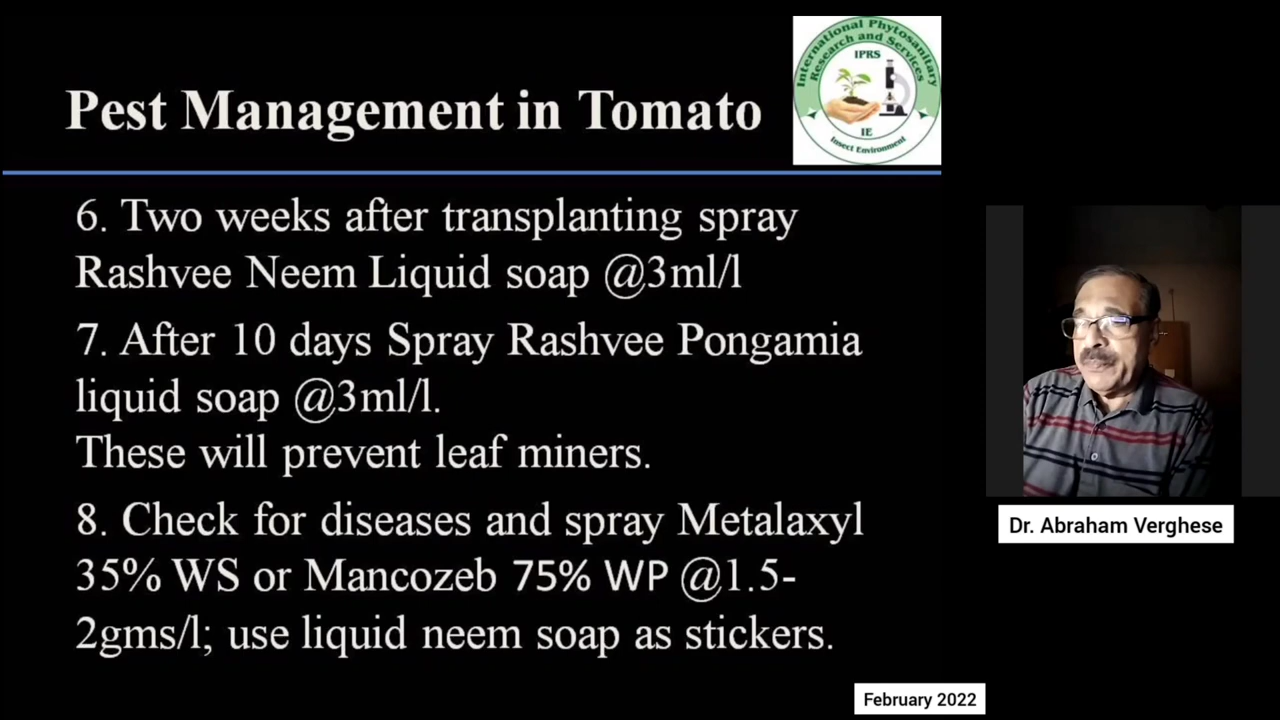 Pest Management in Tomato
International Phytosanitary
Research and Services
IPRS
IE
Insect Environment
6. Two weeks after transplanting spray
Rashvee Neem Liquid soap @3ml/l
7. After 10 days Spray Rashvee Pongamia
liquid soap @3ml/l.
These will prevent leaf miners.
8. Check for diseases and spray Metalaxyl
35% WS or Mancozeb 75% WP @1.5-
2gms/l; use liquid neem soap as stickers.
Dr. Abraham Verghese
February 2022